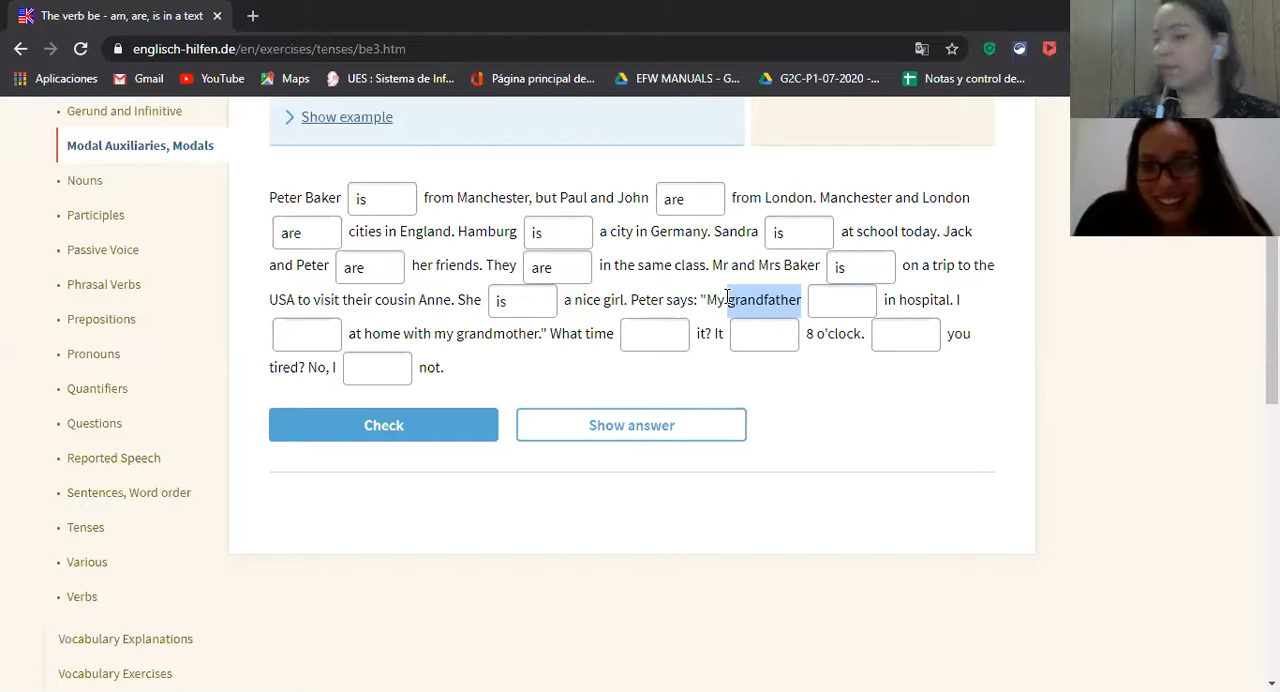 The verb be - am, are, is in a text
englisch-hilfen.de/en/exercises/tenses/be3.htm
Aplicaciones Gmail YouTube Maps UES : Sistema de Inf... Página principal de... EFW MANUALS - G... G2C-P1-07-2020 -... Notas y control de...
Gerund and Infinitive
Modal Auxiliaries, Modals
Nouns
Participles
Passive Voice
Phrasal Verbs
Prepositions
Pronouns
Quantifiers
Questions
Reported Speech
Sentences, Word order
Tenses
Various
Verbs
Vocabulary Explanations
Vocabulary Exercises
Show example
Peter Baker is from Manchester, but Paul and John are from London. Manchester and London
are cities in England. Hamburg is a city in Germany. Sandra is at school today. Jack
and Peter are her friends. They are in the same class. Mr and Mrs Baker is on a trip to the
USA to visit their cousin Anne. She is a nice girl. Peter says: "My grandfather in hospital. I
at home with my grandmother." What time it? It 8 o'clock. you
tired? No, I not.
Check Show answer